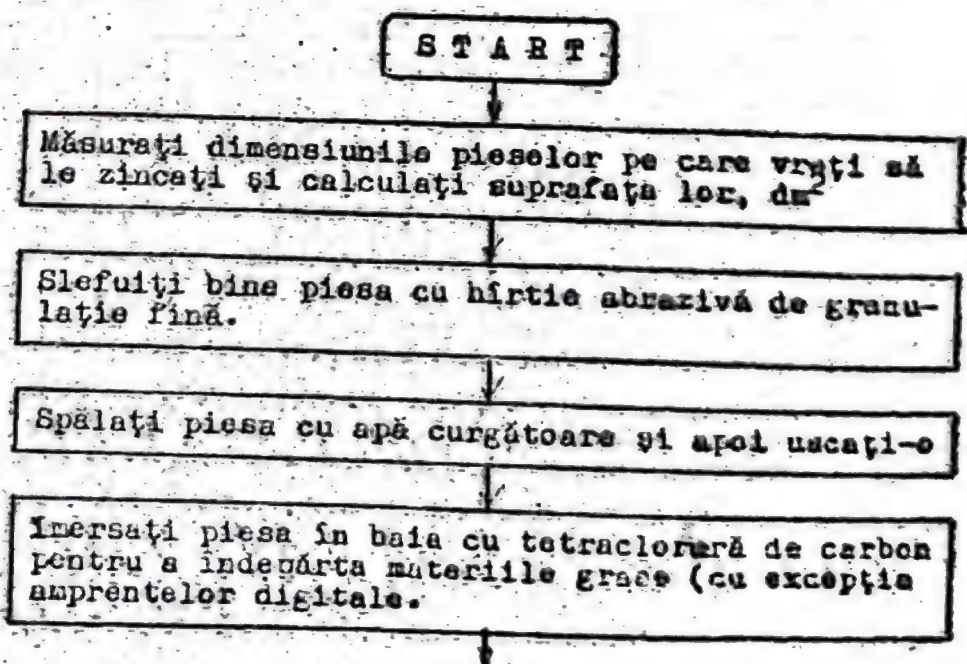 S T A R T
Măsurați dimensiunile pieselor pe care vreți să
le zincați și calculați suprafața lor, dm²
Slefuiți bine piesa cu hîrtie abrazivă de granu-
lație fină.
Spălați piesa cu apă curgătoare și apoi uscați-o
Imersați piesa în baia cu tetraclorură de carbon
pentru a îndepărta materiile grase (cu excepția
amprentelor digitale.